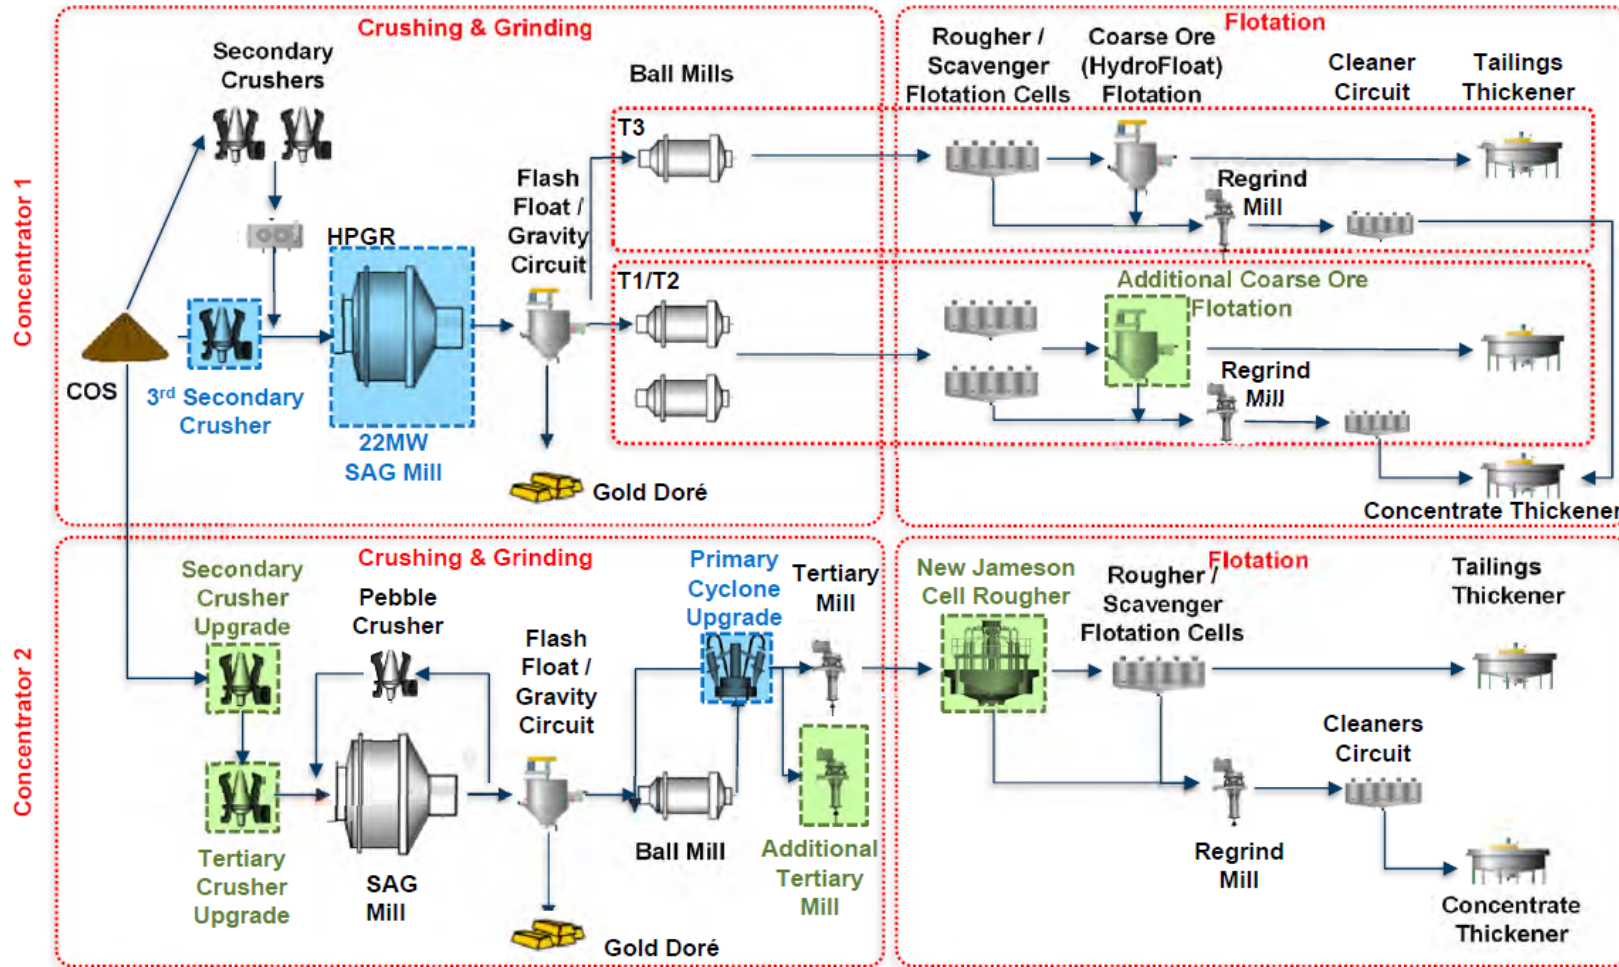 Concentrator 1
Crushing & Grinding
Secondary
Crushers
Ball Mills
HPGR
Flash
Float /
Gravity
Circuit
T3
T1/T2
COS
3rd Secondary
Crusher
22MW
SAG Mill
Gold Doré
Flotation
Rougher /
Scavenger
Flotation Cells
Coarse Ore
(HydroFloat)
Flotation
Cleaner
Circuit
Tailings
Thickener
Regrind
Mill
Additional Coarse Ore
Flotation
Regrind
Mill
Concentrate Thickener
Concentrator 2
Crushing & Grinding
Secondary
Crusher
Upgrade
Pebble
Crusher
Flash
Float /
Gravity
Circuit
Primary
Cyclone
Upgrade
Tertiary
Mill
Tertiary
Crusher
Upgrade
SAG
Mill
Ball Mill
Additional
Tertiary
Mill
Gold Doré
Flotation
New Jameson
Cell Rougher
Rougher /
Scavenger
Flotation Cells
Tailings
Thickener
Cleaners
Circuit
Regrind
Mill
Concentrate
Thickener